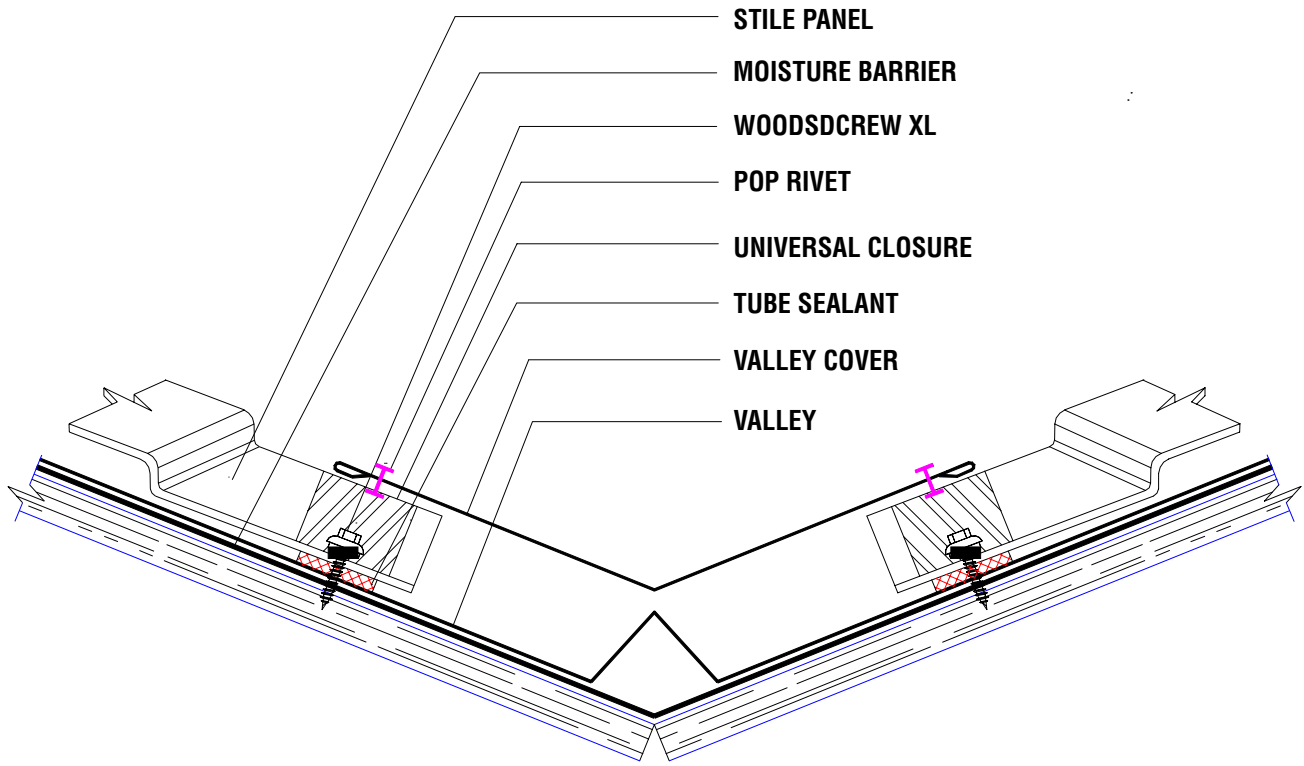 STILE PANEL
MOISTURE BARRIER
WOODSDCREW XL
POP RIVET
UNIVERSAL CLOSURE
TUBE SEALANT
VALLEY COVER
VALLEY